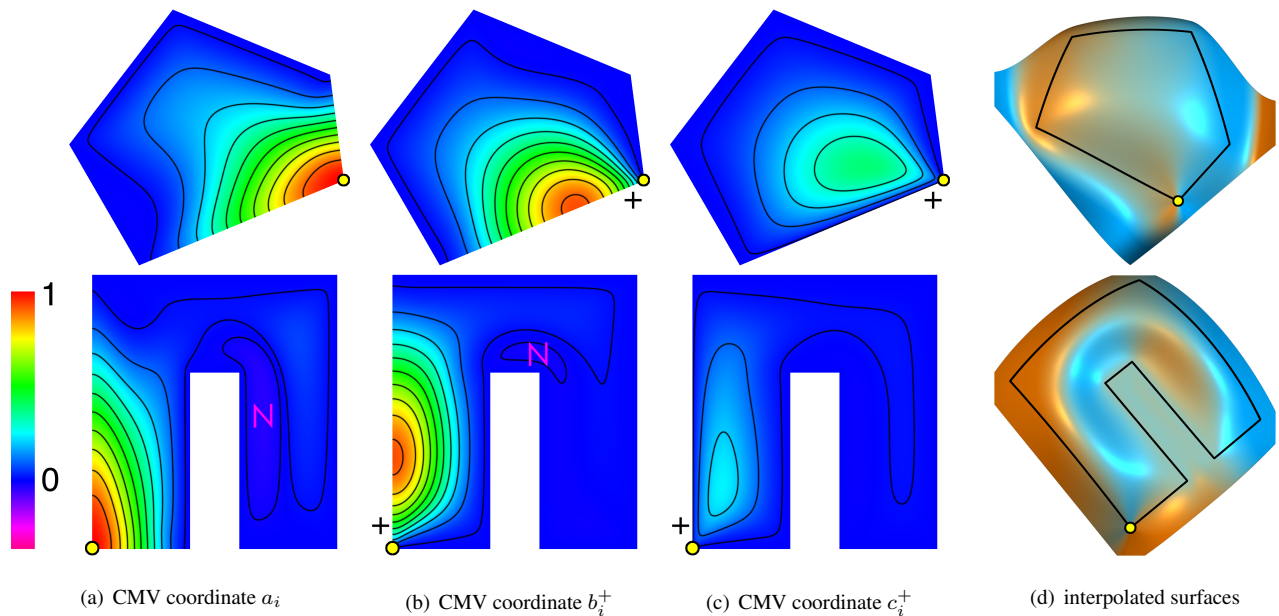 +
+
1
0
N
N
+
+
(a) CMV coordinate a_i
(b) CMV coordinate b_i^+
(c) CMV coordinate c_i^+
(d) interpolated surfaces